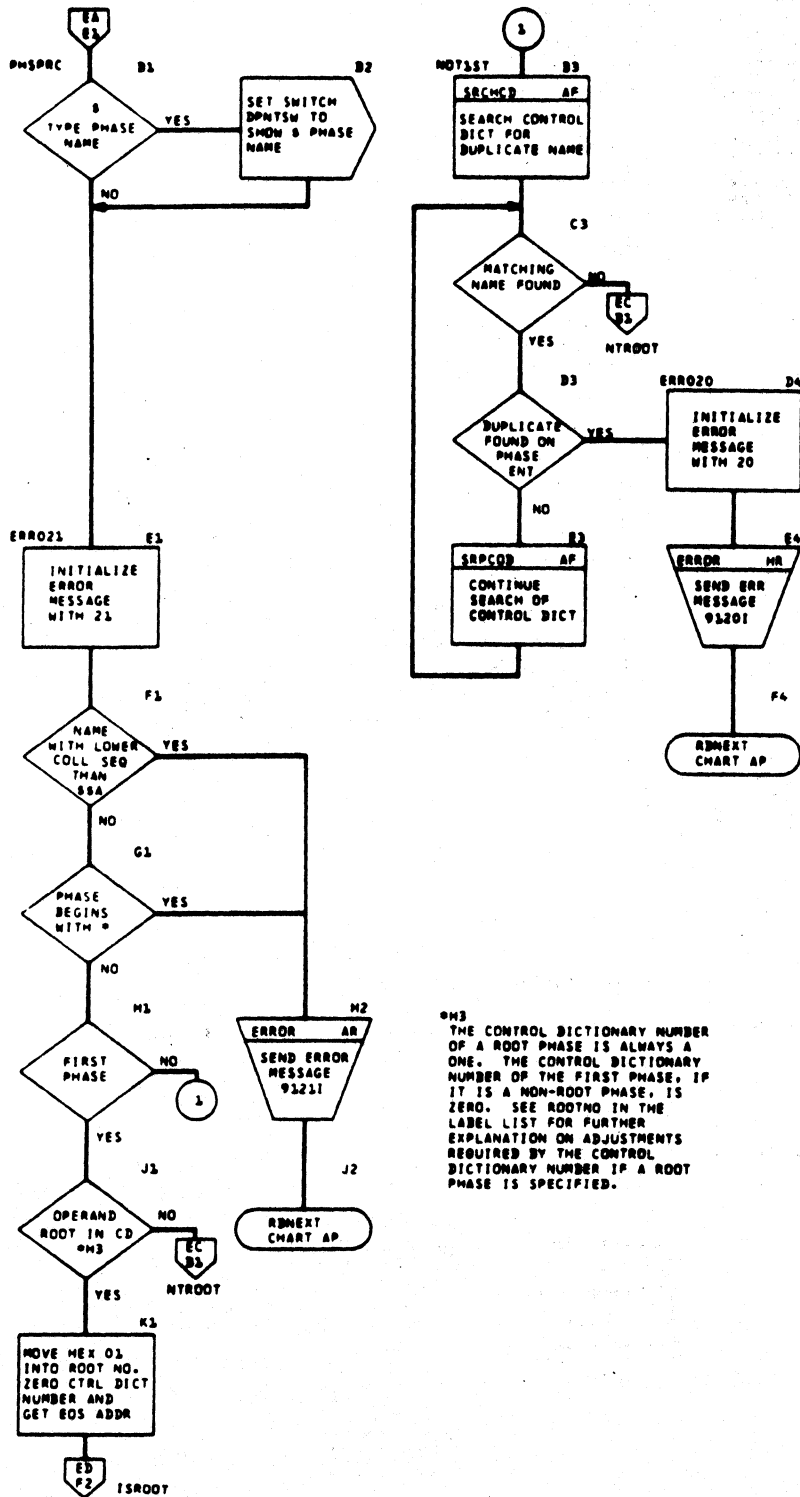 EA
E1
PHSPRC
B1
$
TYPE PHASE
NAME
YES
NO
B2
SET SWITCH
DPNTSW TO
SHOW $ PHASE
NAME
ERR021
E1
INITIALIZE
ERROR
MESSAGE
WITH 21
F1
NAME
WITH LOWER
COLL SEQ
THAN
$$A
YES
NO
G1
PHASE
BEGINS
WITH *
YES
NO
H1
FIRST
PHASE
NO
1
YES
H2
ERROR AR
SEND ERROR
MESSAGE
9121I
J2
RDNEXT
CHART AP
J1
OPERAND
ROOT IN CD
*H3
NO
EC
B1
NTROOT
YES
K1
MOVE HEX 01
INTO ROOT NO.
ZERO CTRL DICT
NUMBER AND
GET EOS ADDR
ED
F2
ISROOT
1
NOT1ST
B3
SRCHCD AF
SEARCH CONTROL
DICT FOR
DUPLICATE NAME
C3
MATCHING
NAME FOUND
NO
EC
B1
NTROOT
YES
D3
DUPLICATE
FOUND ON
PHASE
ENT
YES
NO
ERR020
D4
INITIALIZE
ERROR
MESSAGE
WITH 20
E3
SRPCOD AF
CONTINUE
SEARCH OF
CONTROL DICT
E4
ERROR HR
SEND ERR
MESSAGE
9120I
F4
RDNEXT
CHART AP
*H3
THE CONTROL DICTIONARY NUMBER
OF A ROOT PHASE IS ALWAYS A
ONE. THE CONTROL DICTIONARY
NUMBER OF THE FIRST PHASE, IF
IT IS A NON-ROOT PHASE, IS
ZERO. SEE ROOTNO IN THE
LABEL LIST FOR FURTHER
EXPLANATION ON ADJUSTMENTS
REQUIRED BY THE CONTROL
DICTIONARY NUMBER IF A ROOT
PHASE IS SPECIFIED.